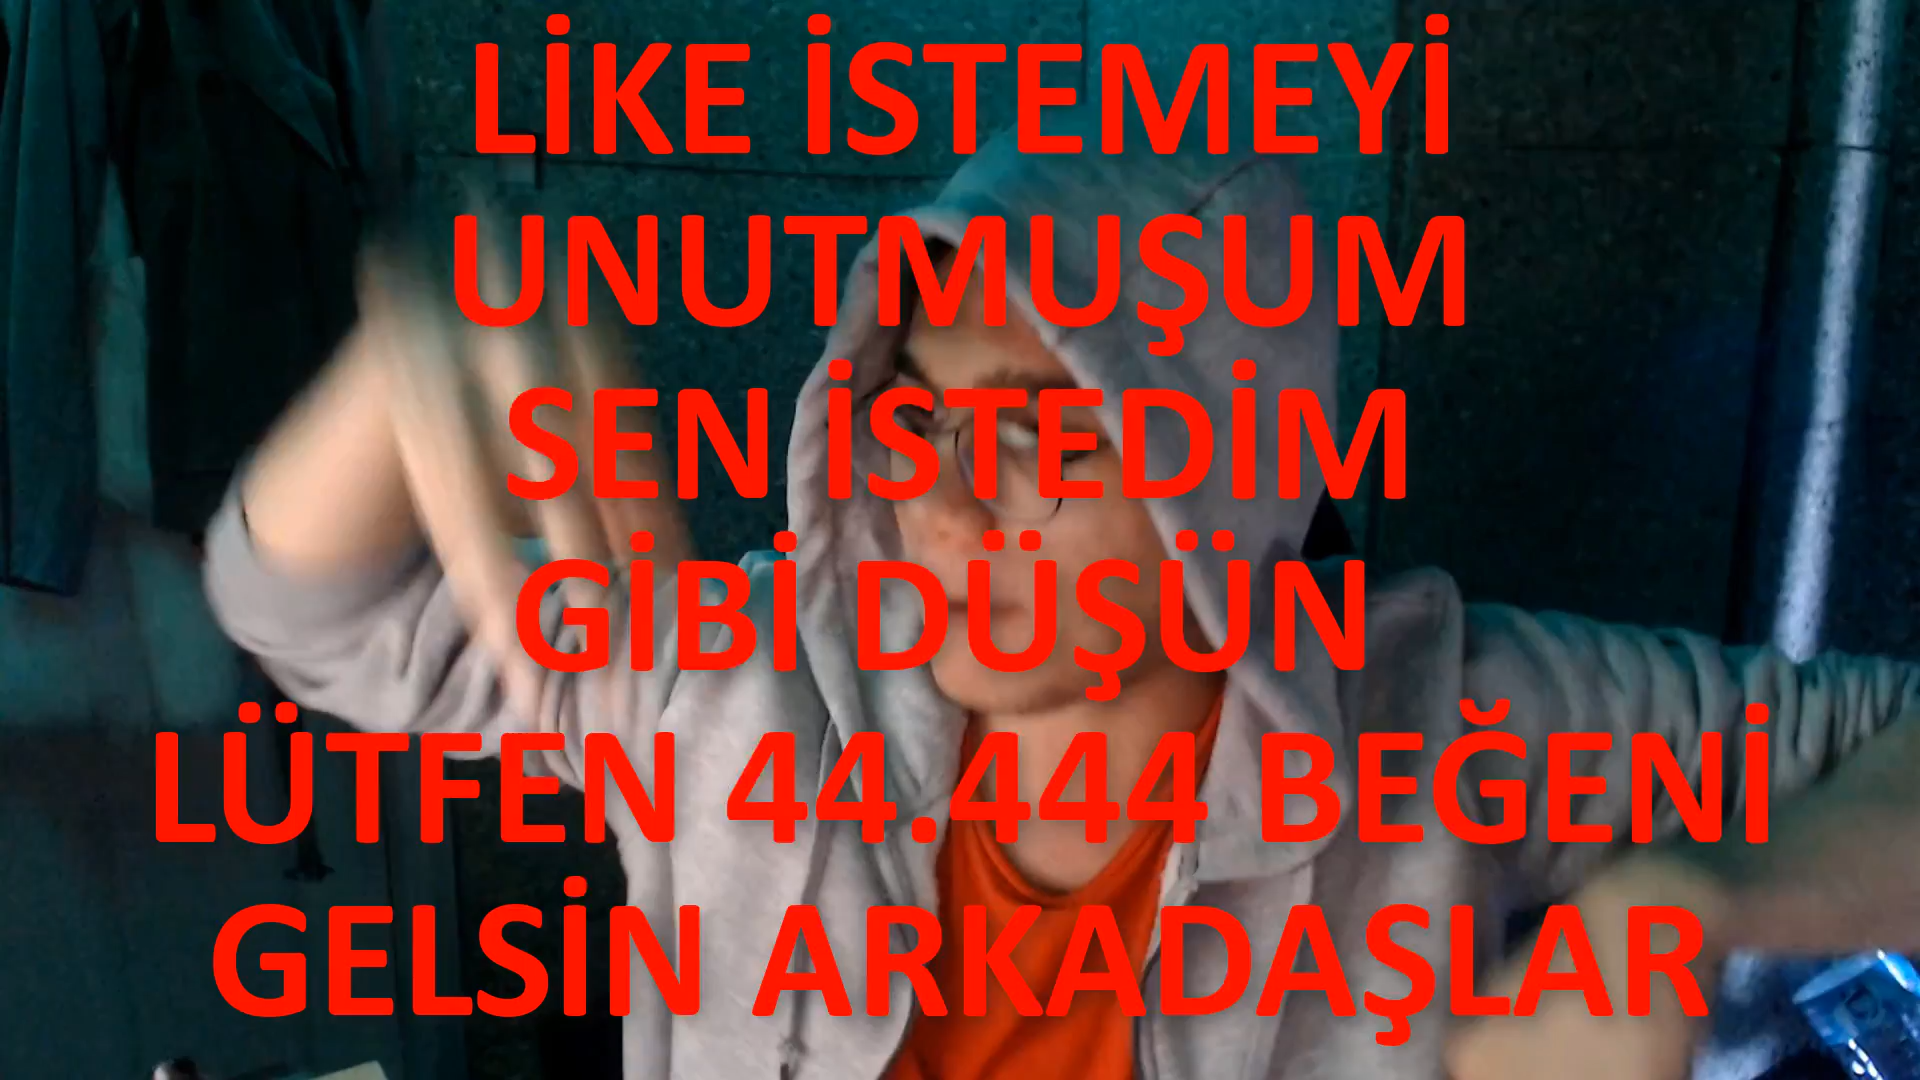 LİKE İSTEMEYİ
UNUTMUŞUM
SEN İSTEDİM
GİBİ DÜŞÜN
LÜTFEN 44.444 BEĞENİ
GELSİN ARKADAŞLAR